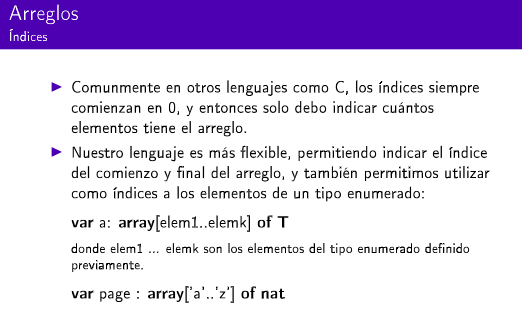 Arreglos
Índices
Comunmente en otros lenguajes como C, los índices siempre
comienzan en 0, y entonces solo debo indicar cuántos
elementos tiene el arreglo.
Nuestro lenguaje es más flexible, permitiendo indicar el índice
del comienzo y final del arreglo, y también permitimos utilizar
como índices a los elementos de un tipo enumerado:
var a: array[elem1..elemk] of T
donde elem1 ... elemk son los elementos del tipo enumerado definido
previamente.
var page : array['a'..'z'] of nat